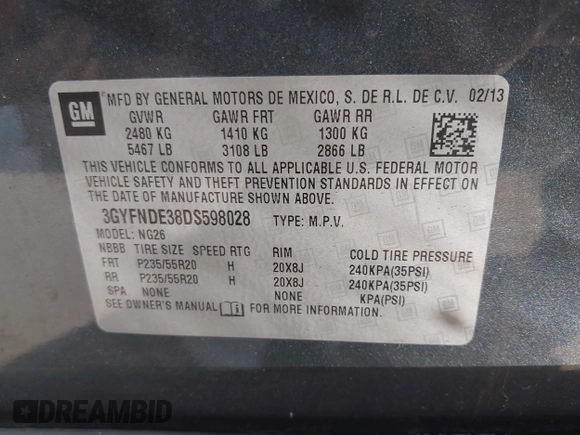 GM
MFD BY GENERAL MOTORS DE MEXICO, S. DE R.L. DE C.V. 02/13
GVWR GAWR FRT GAWR RR
2480 KG 1410 KG 1300 KG
5467 LB 3108 LB 2866 LB
THIS VEHICLE CONFORMS TO ALL APPLICABLE U.S. FEDERAL MOTOR
VEHICLE SAFETY AND THEFT PREVENTION STANDARDS IN EFFECT ON
THE DATE OF MANUFACTURE SHOWN ABOVE.
3GYFNDE38DS598028 TYPE: M.P.V.
MODEL: NG26
NBBB TIRE SIZE SPEED RTG RIM COLD TIRE PRESSURE
FRT P235/55R20 H 20X8J 240KPA(35PSI)
RR P235/55R20 H 20X8J 240KPA(35PSI)
SPA NONE NONE KPA(PSI)
SEE OWNER'S MANUAL FOR MORE INFORMATION.
DREAMBID